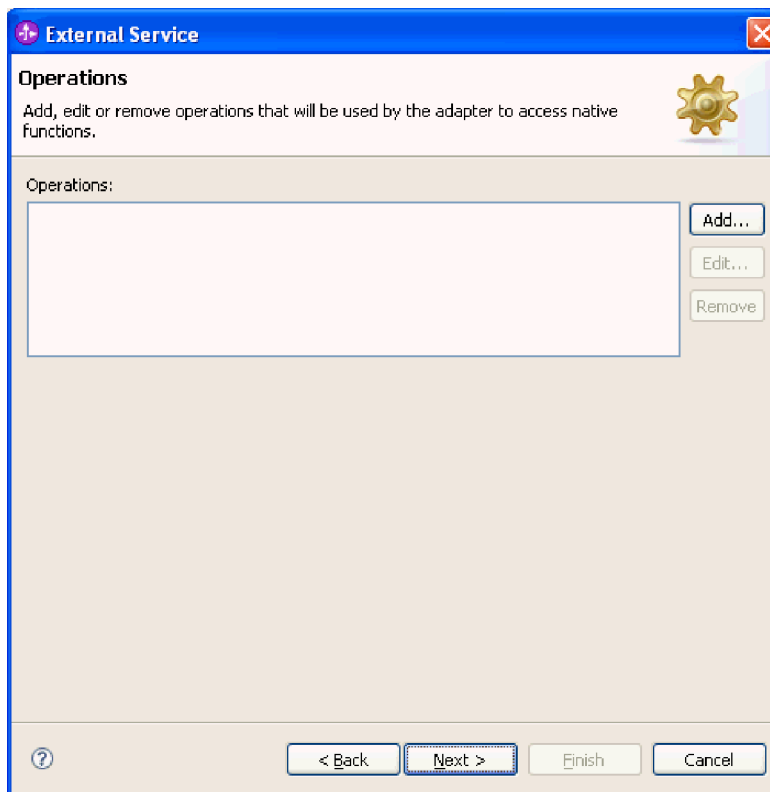 External Service
Operations
Add, edit or remove operations that will be used by the adapter to access native
functions.
Operations:
Add...
Edit...
Remove
?
< Back
Next >
Finish
Cancel